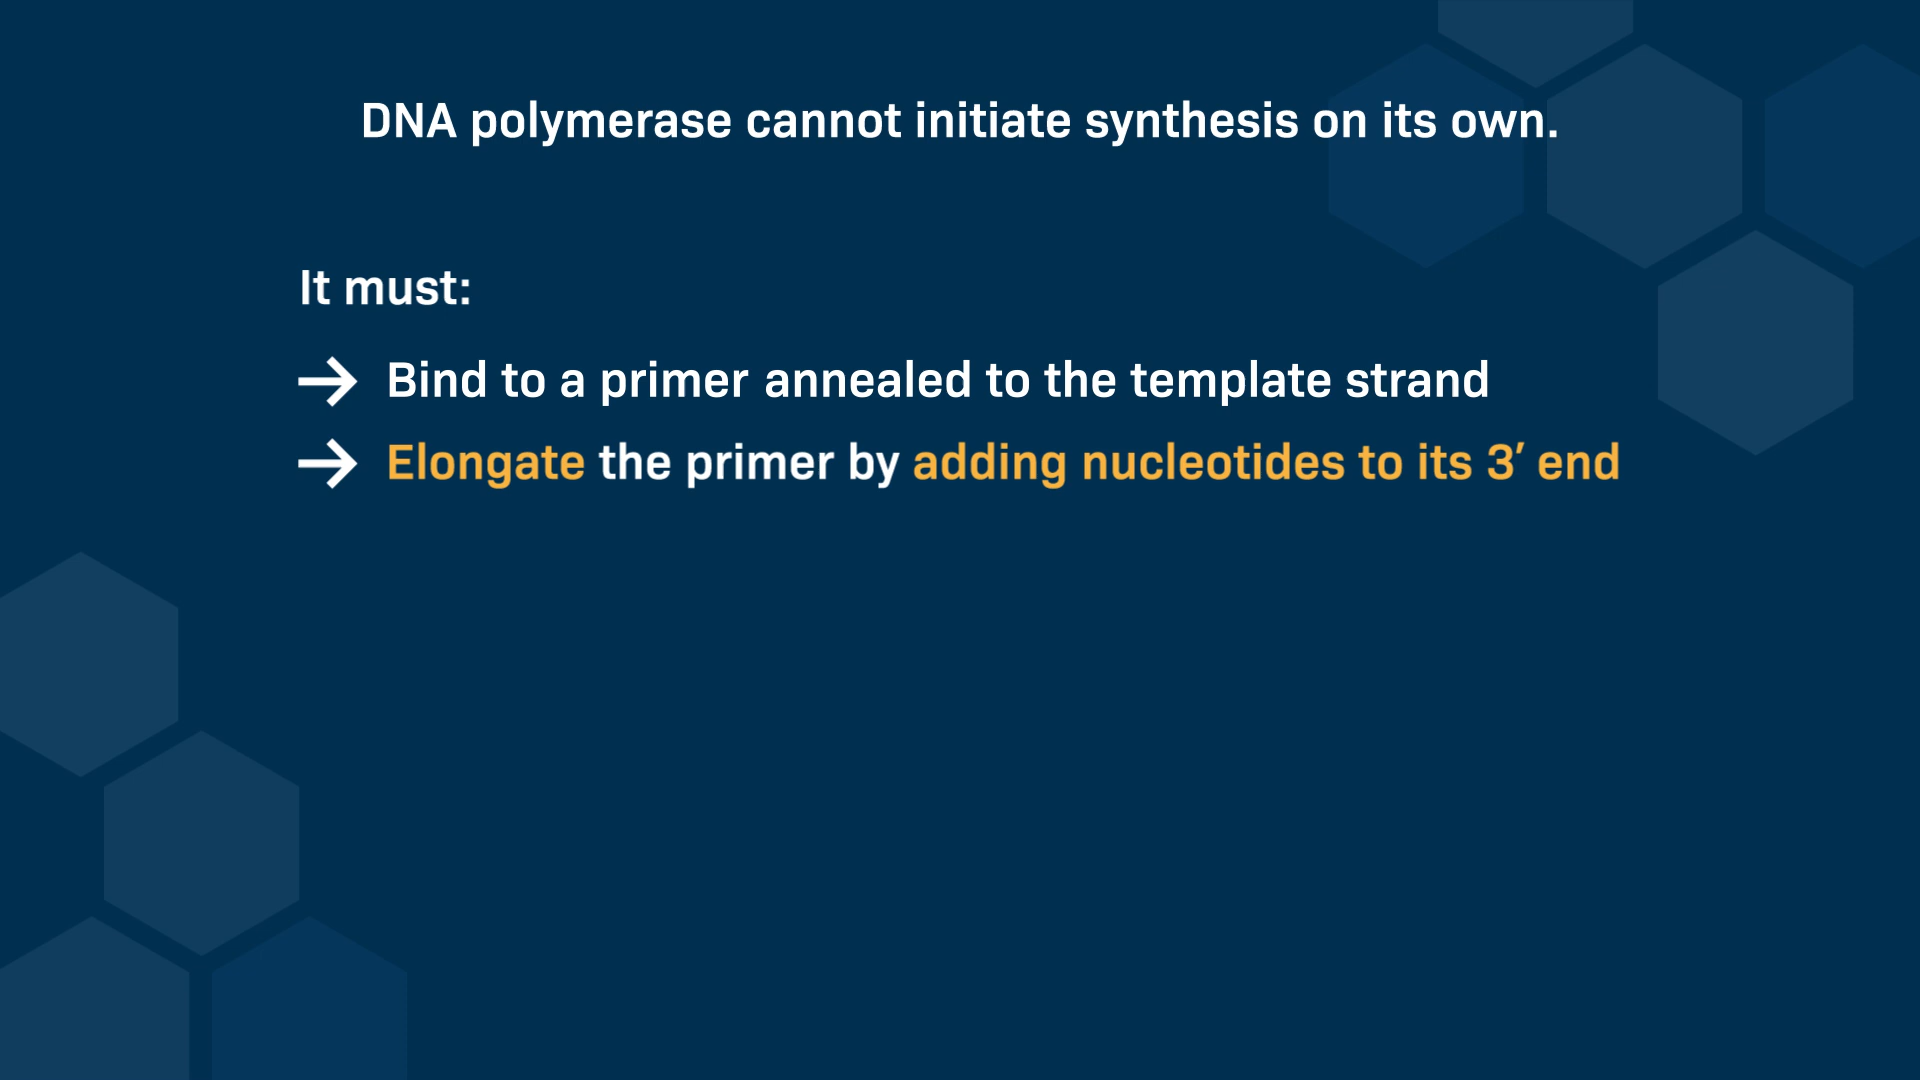 DNA polymerase cannot initiate synthesis on its own.
It must:
→ Bind to a primer annealed to the template strand
→ Elongate the primer by adding nucleotides to its 3′ end